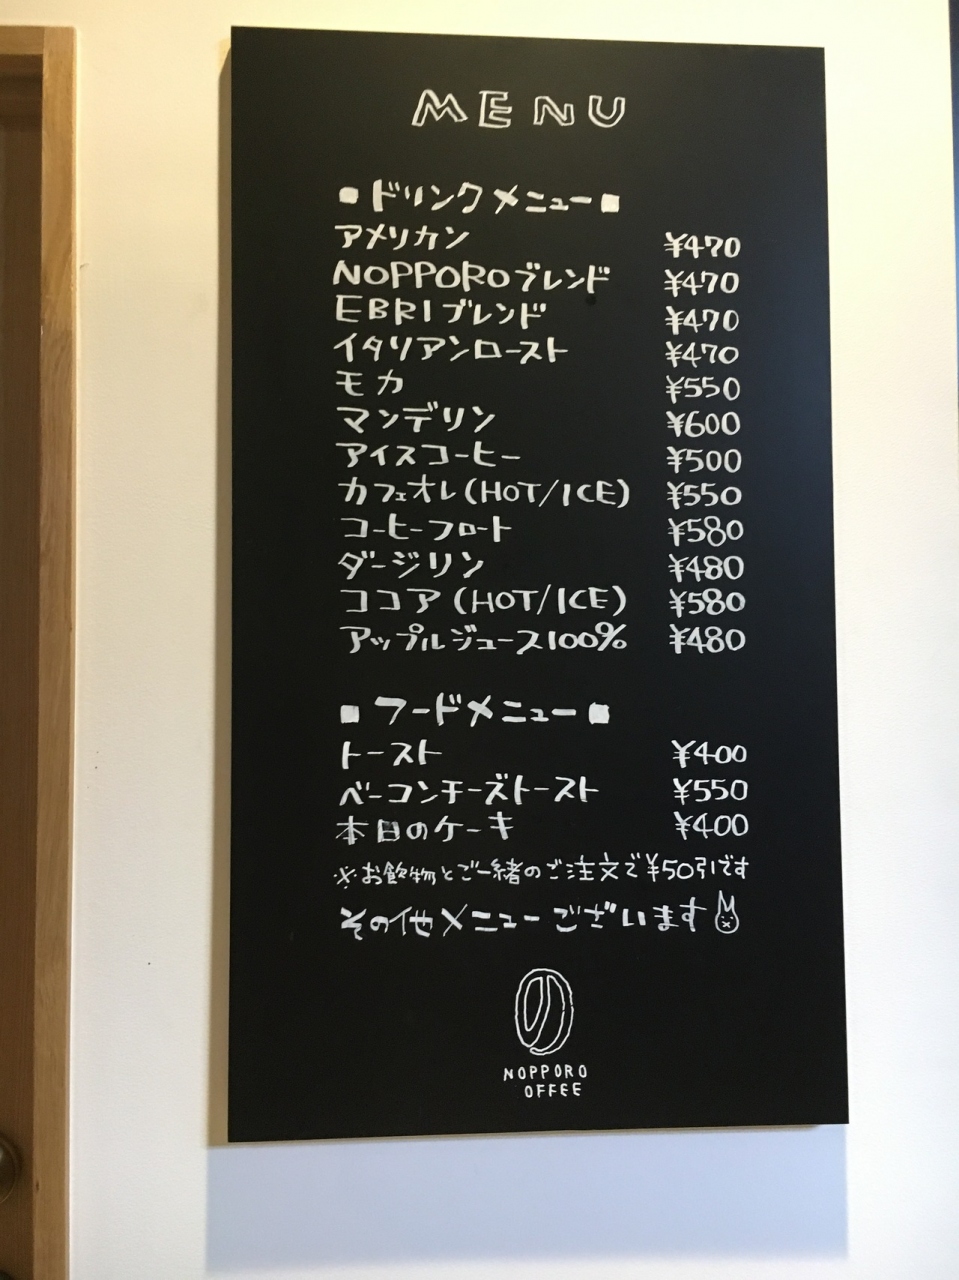 MENU
■ドリンクメニュー■
アメリカン ¥470
NOPPOROブレンド ¥470
EBRIブレンド ¥470
イタリアンロースト ¥470
モカ ¥550
マンデリン ¥600
アイスコーヒー ¥500
カフェオレ(HOT/ICE) ¥550
コーヒーフロート ¥580
ダージリン ¥480
ココア(HOT/ICE) ¥580
アップルジュース100% ¥480
■フードメニュー■
トースト ¥400
ベーコンチーズトースト ¥550
本日のケーキ ¥400
※お飲物とご一緒のご注文で¥50引です
その他メニューございます
の
NOPPORO
OFFEE